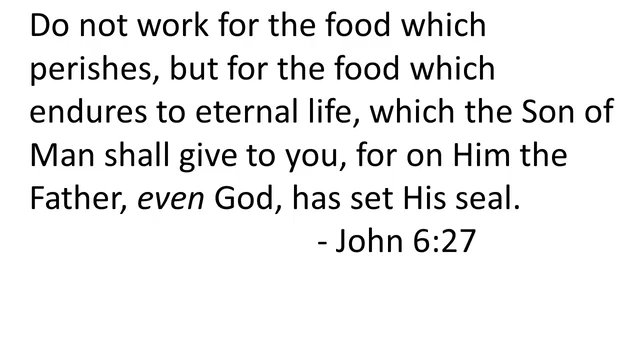 Do not work for the food which
perishes, but for the food which
endures to eternal life, which the Son of
Man shall give to you, for on Him the
Father, even God, has set His seal.
- John 6:27